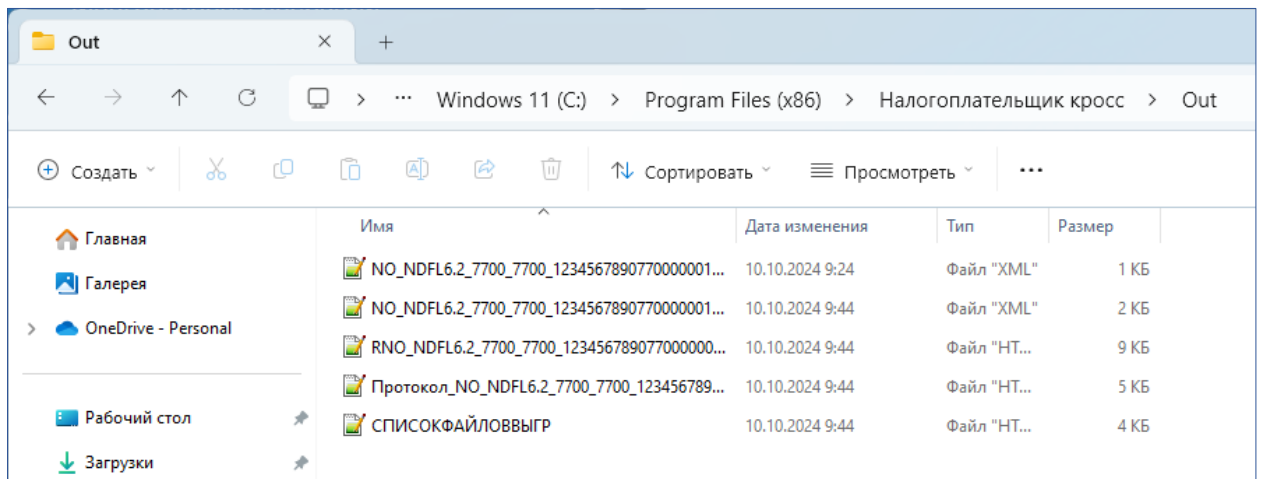 Out
Windows 11 (C:) > Program Files (x86) > Налогоплательщик кросс > Out
Создать Сортировать Просмотреть
Имя Дата изменения Тип Размер
Главная
Галерея
OneDrive - Personal
Рабочий стол
Загрузки
NO_NDFL6.2_7700_7700_1234567890770000001... 10.10.2024 9:24 Файл "XML" 1 КБ
NO_NDFL6.2_7700_7700_1234567890770000001... 10.10.2024 9:44 Файл "XML" 2 КБ
RNO_NDFL6.2_7700_7700_123456789077000000... 10.10.2024 9:44 Файл "HT... 9 КБ
Протокол_NO_NDFL6.2_7700_7700_123456789... 10.10.2024 9:44 Файл "HT... 5 КБ
СПИСОКФАЙЛОВВЫГР 10.10.2024 9:44 Файл "HT... 4 КБ